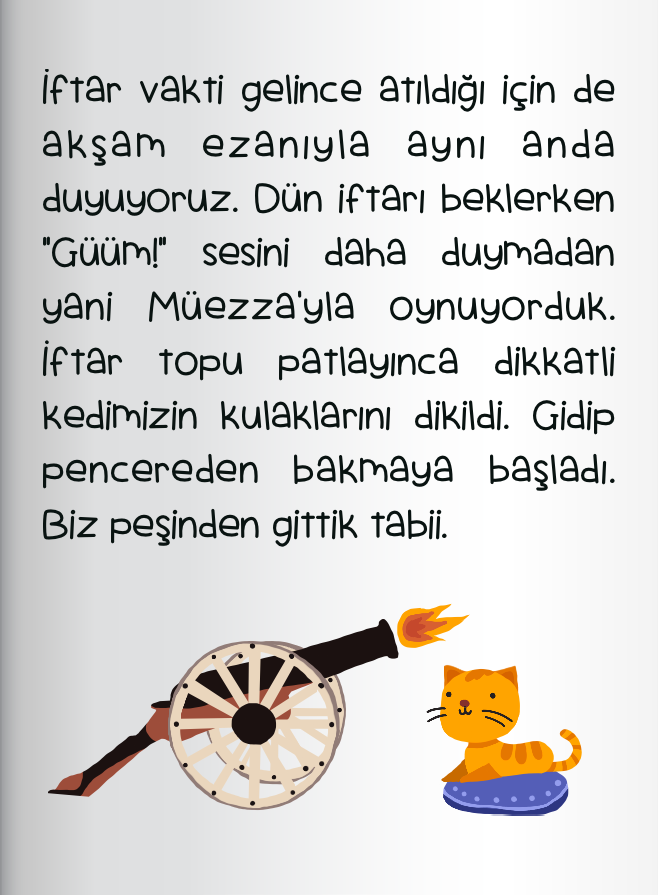 İftar vakti gelince atıldığı için de
akşam ezanıyla aynı anda
duyuyoruz. Dün iftarı beklerken
"Güüm!" sesini daha duymadan
yani Müezza'yla oynuyorduk.
İftar topu patlayınca dikkatli
kedimizin kulaklarını dikildi. Gidip
pencereden bakmaya başladı.
Biz peşinden gittik tabii.